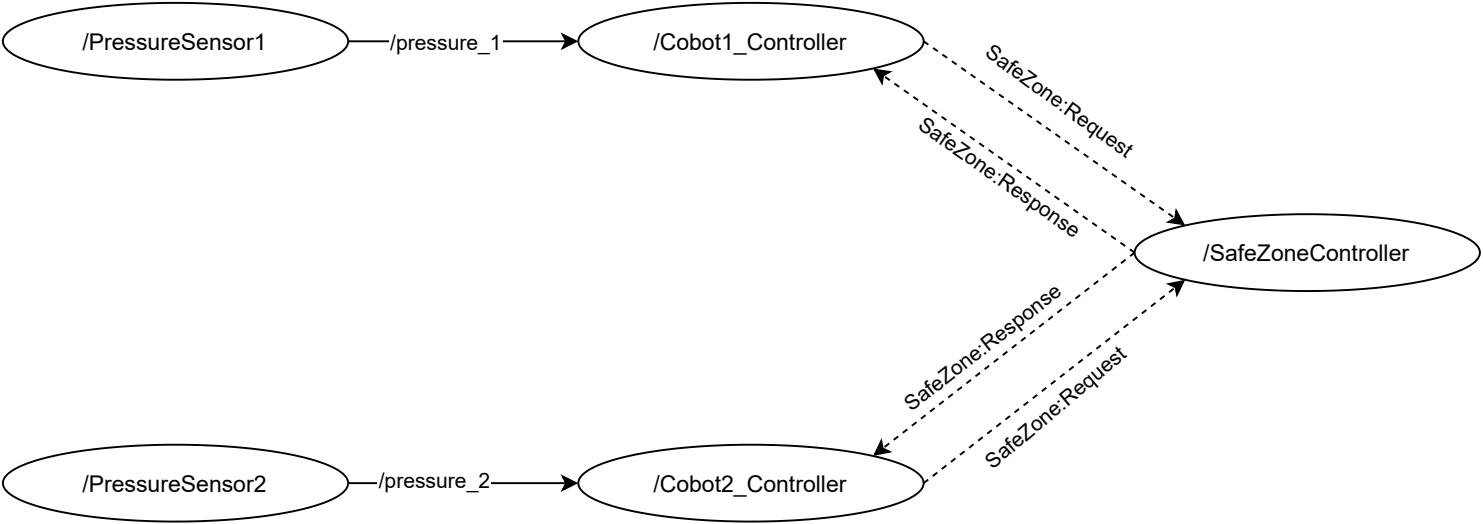 /PressureSensor1
/pressure_1
/Cobot1_Controller
SafeZone:Request
SafeZone:Response
/SafeZoneController
SafeZone:Response
SafeZone:Request
/PressureSensor2
/pressure_2
/Cobot2_Controller